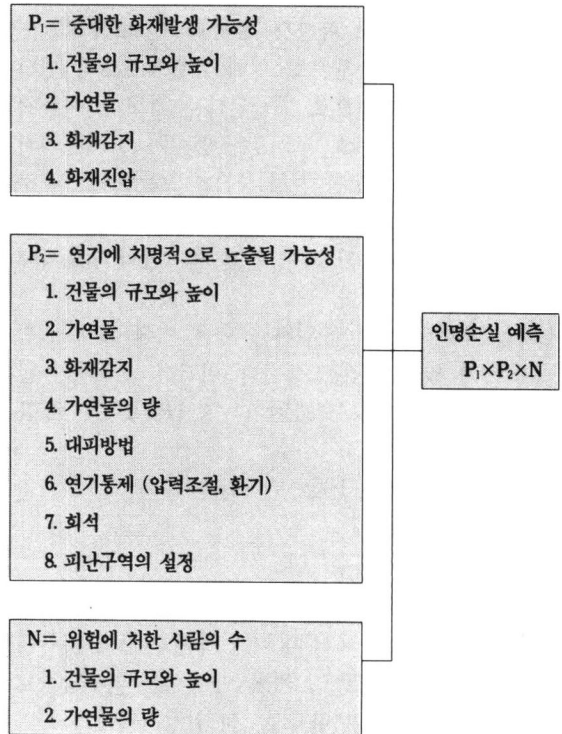 P₁= 중대한 화재발생 가능성
1. 건물의 규모와 높이
2. 가연물
3. 화재감지
4. 화재진압
P₂= 연기에 치명적으로 노출될 가능성
1. 건물의 규모와 높이
2. 가연물
3. 화재감지
4. 가연물의 량
5. 대피방법
6. 연기통제 (압력조절, 환기)
7. 희석
8. 피난구역의 설정
인명손실 예측
P₁×P₂×N
N= 위험에 처한 사람의 수
1. 건물의 규모와 높이
2. 가연물의 량